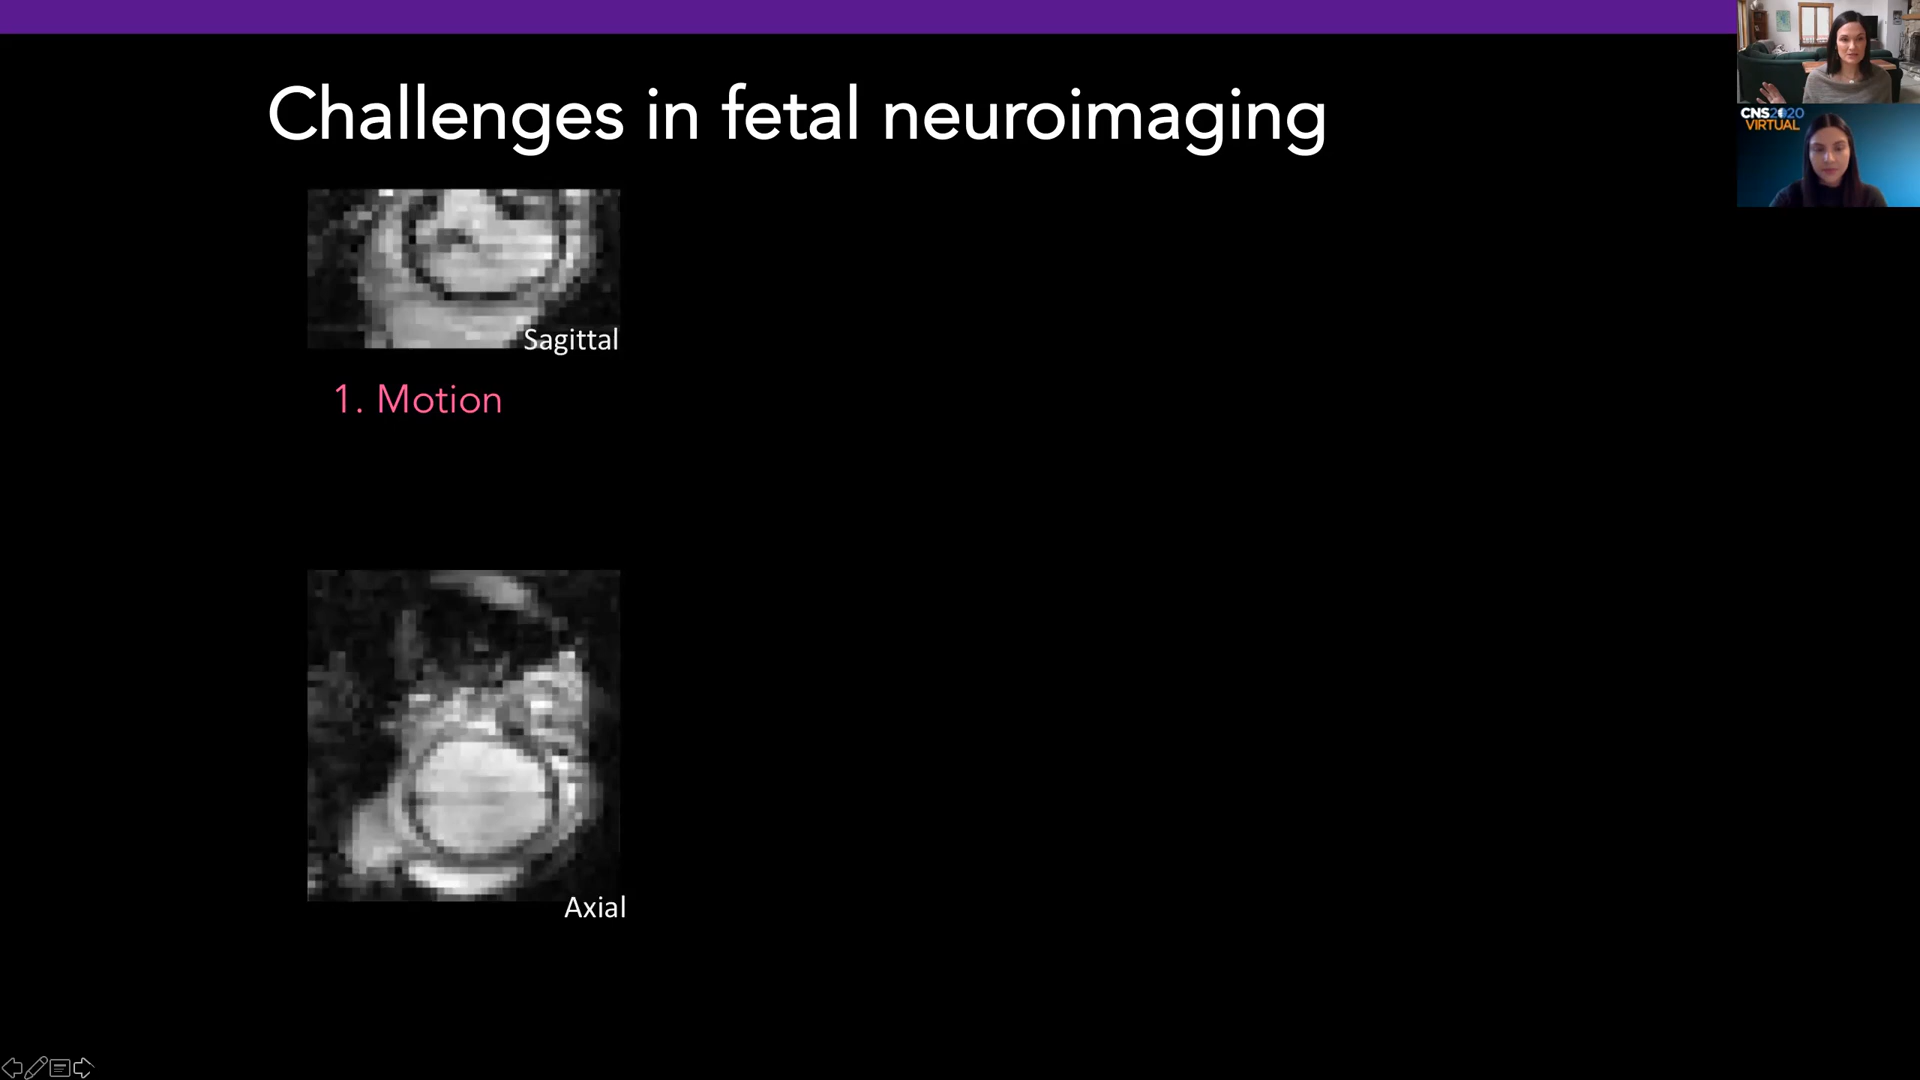 Challenges in fetal neuroimaging
CNS2020
VIRTUAL
Sagittal
1. Motion
Axial